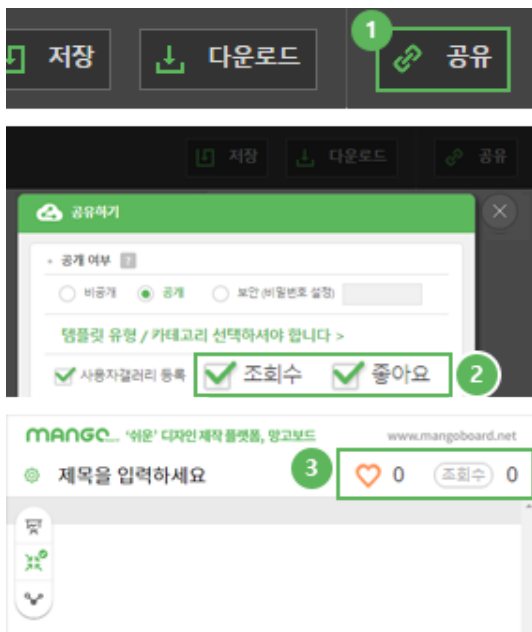 1
저장 다운로드 공유
저장 다운로드 공유
공유하기
공개 여부 ?
비공개 공개 보안 (비밀번호 설정)
템플릿 유형 / 카테고리 선택하셔야 합니다 >
사용자갤러리 등록 조회수 좋아요 2
MANGO... '쉬운' 디자인 제작 플랫폼, 망고보드 www.mangoboard.net
제목을 입력하세요 3 0 조회수 0